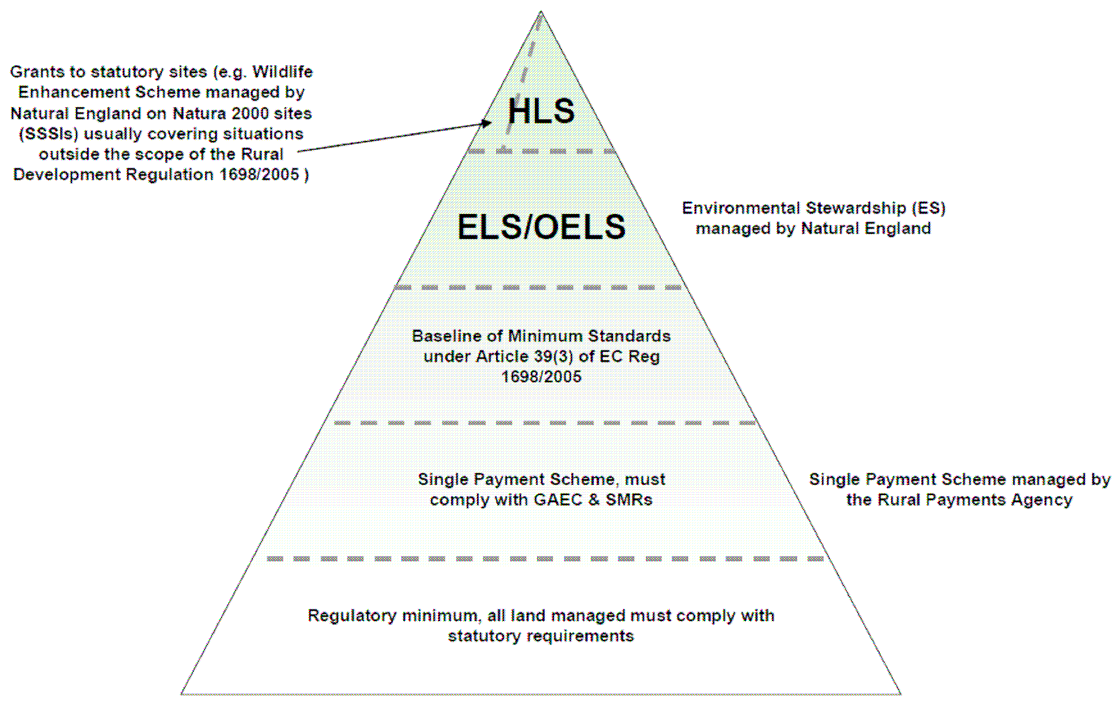 Grants to statutory sites (e.g. Wildlife
Enhancement Scheme managed by
Natural England on Natura 2000 sites
(SSSIs) usually covering situations
outside the scope of the Rural
Development Regulation 1698/2005 )
HLS
ELS/OELS
Environmental Stewardship (ES)
managed by Natural England
Baseline of Minimum Standards
under Article 39(3) of EC Reg
1698/2005
Single Payment Scheme, must
comply with GAEC & SMRs
Single Payment Scheme managed by
the Rural Payments Agency
Regulatory minimum, all land managed must comply with
statutory requirements